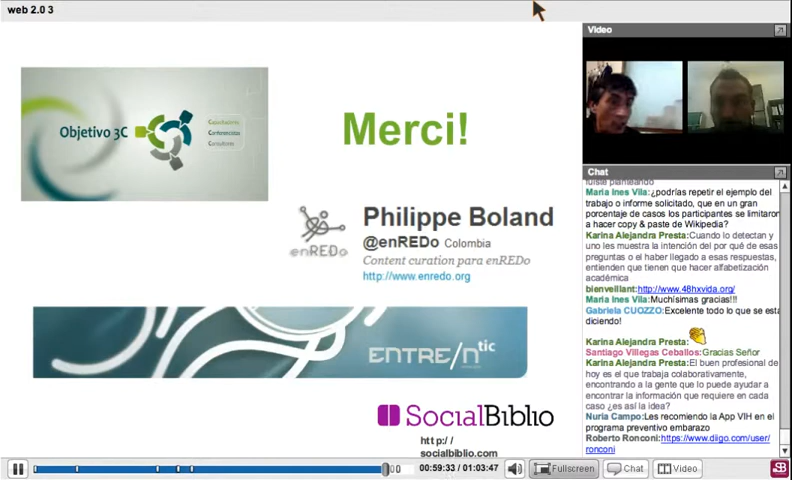 web 2.0 3
Objetivo 3C
Capacitadores
Conferencistas
Consultores
Merci!
enREDo
Philippe Boland
@enREDo Colombia
Content curation para enREDo
http://www.enredo.org
ENTRE/N tic
SocialBiblio
http://
socialbiblio.com
Video
Chat
fuiste planteando
Maria Ines Vila:¿podrías repetir el ejemplo del
trabajo o informe solicitado, que en un gran
porcentaje de casos los participantes se limitaron
a hacer copy & paste de Wikipedia?
Karina Alejandra Presta:Cuando lo detectan y
uno les muestra la intención del por qué de esas
preguntas o el haber llegado a esas respuestas,
entienden que tienen que hacer alfabetización
académica
bienveillant:http://www.48hxvida.org/
Maria Ines Vila:Muchísimas gracias!!!
Gabriela CUOZZO:Excelente todo lo que se está
diciendo!
Karina Alejandra Presta:
Santiago Villegas Ceballos:Gracias Señor
Karina Alejandra Presta:El buen profesional de
hoy es el que trabaja colaborativamente,
encontrando a la gente que lo puede ayudar a
encontrar la información que requiere en cada
caso ¿es así la idea?
Nuria Campo:Les recomiendo la App VIH en el
programa preventivo embarazo
Roberto Ronconi:https://www.diigo.com/user/
ronconi
00:59:33 / 01:03:47
Fullscreen
Chat
Video
SB